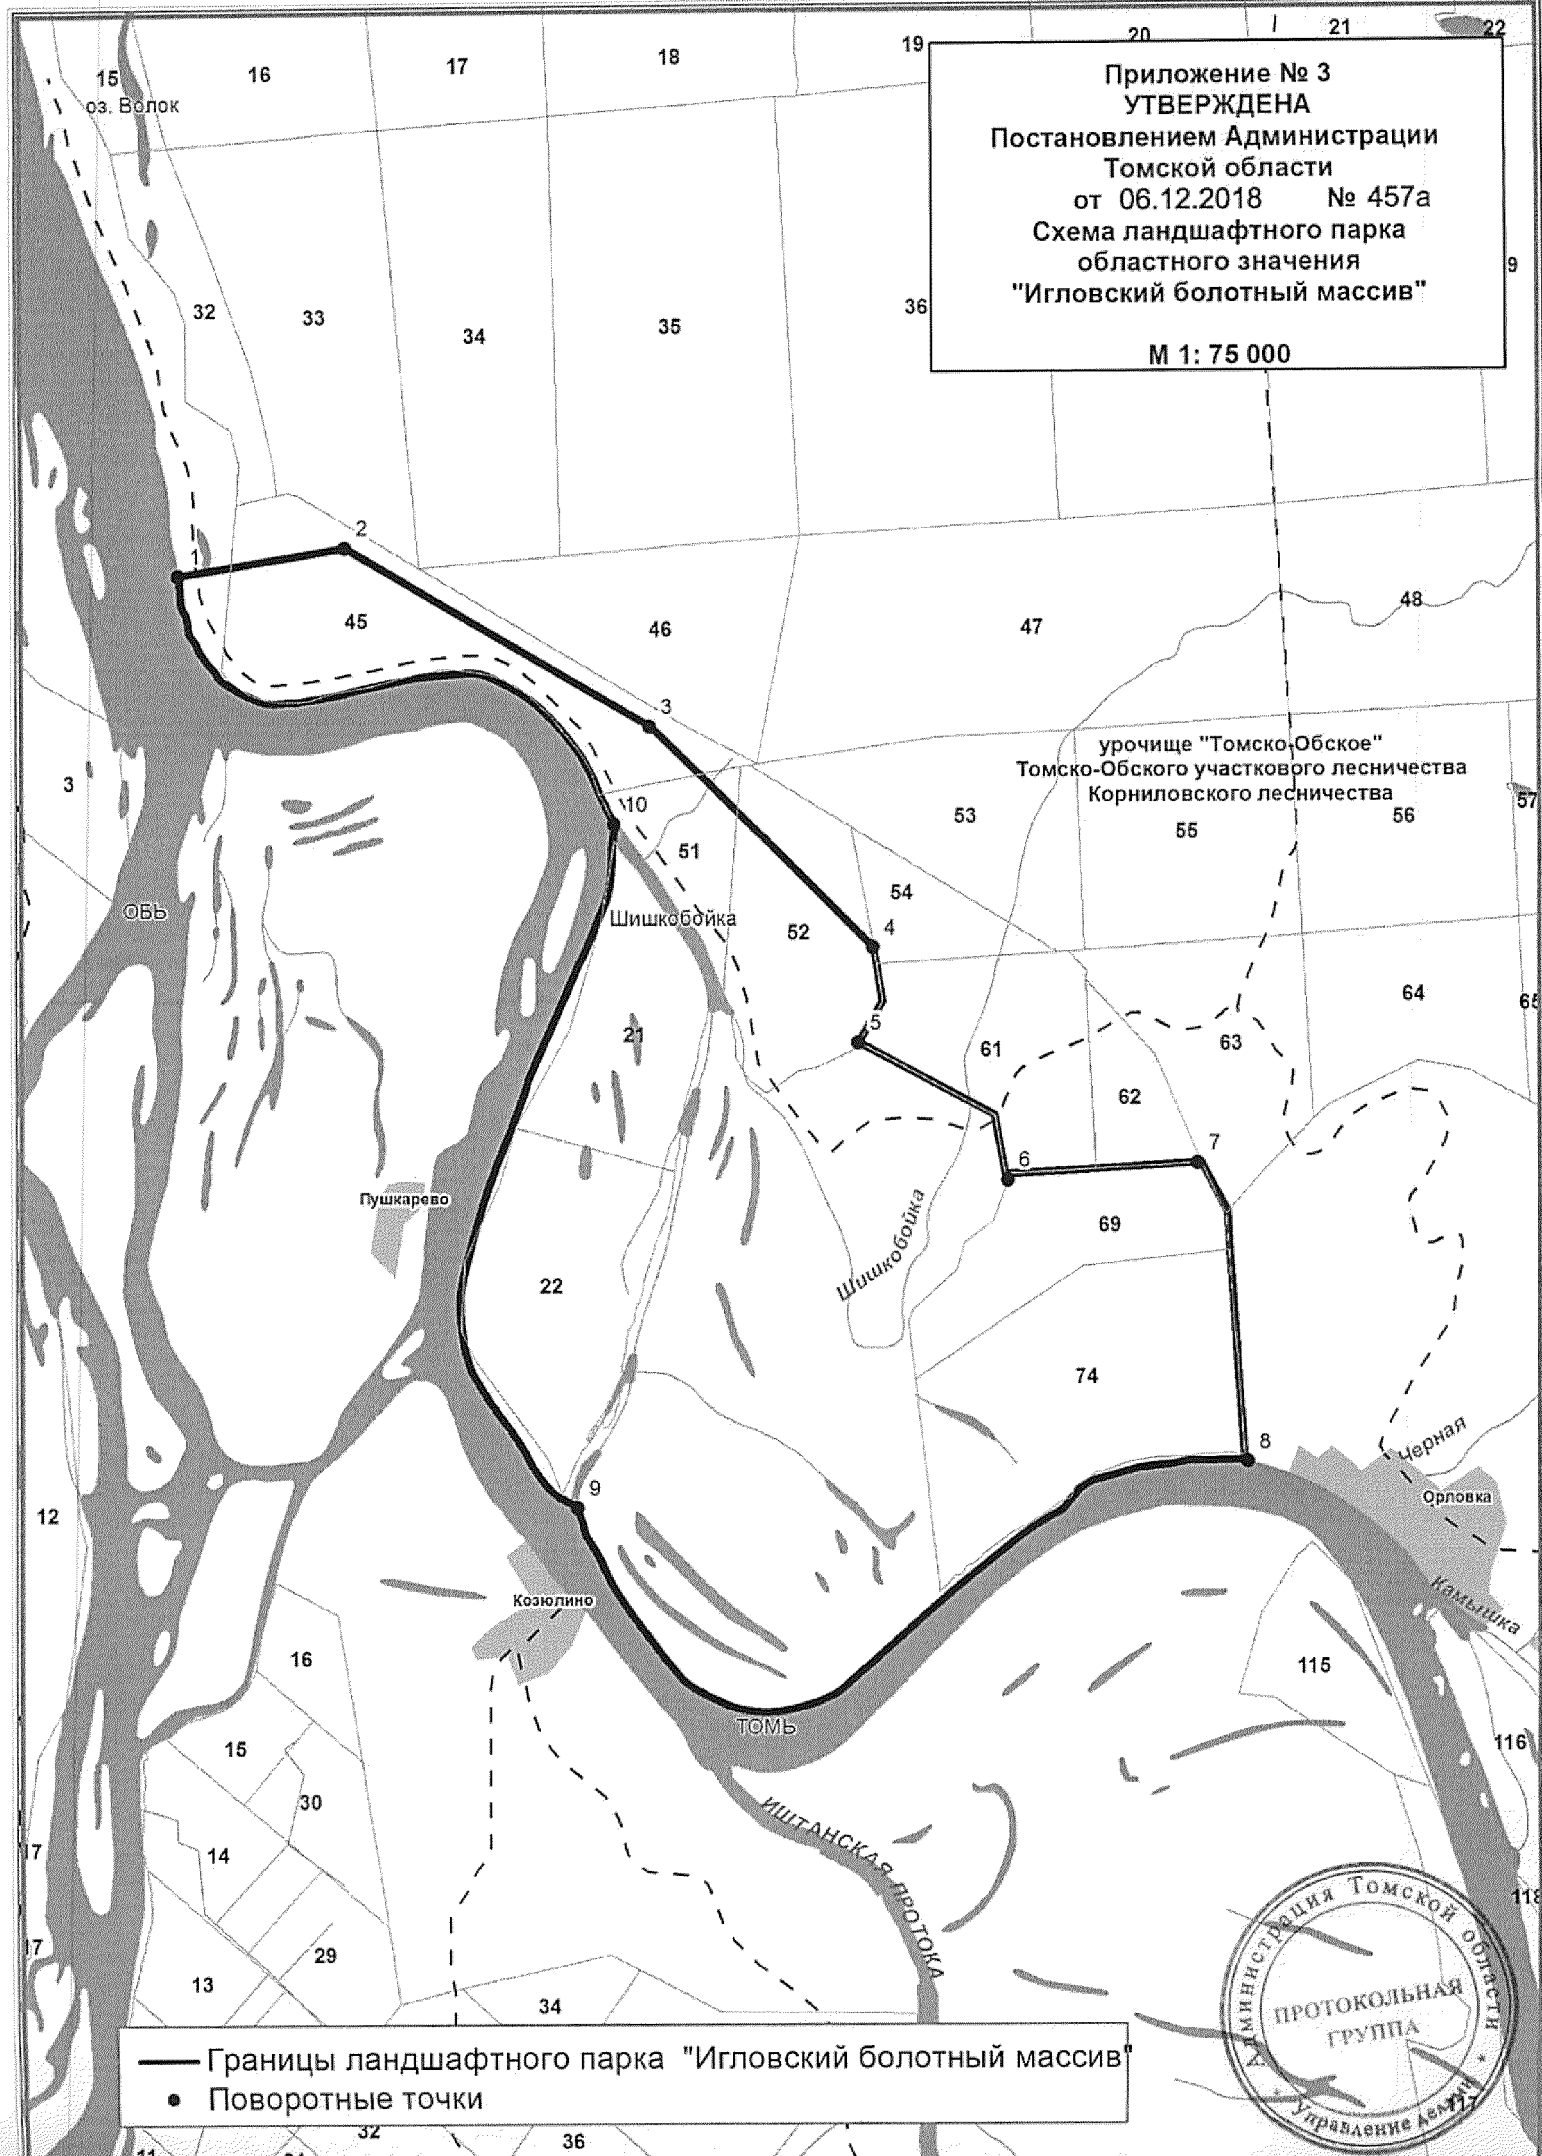 15
16
17
18
19
20
21
22
оз. Волок
Приложение № 3
УТВЕРЖДЕНА
Постановлением Администрации
Томской области
от 06.12.2018 № 457а
Схема ландшафтного парка
областного значения
"Игловский болотный массив"
М 1: 75 000
9
32
33
34
35
36
1
2
45
46
47
48
3
3
урочище "Томско-Обское"
Томско-Обского участкового лесничества
Корниловского лесничества
53
55
56
57
10
51
54
ОБЬ
Шишкобойка
52
4
64
65
5
21
61
63
62
7
6
Пушкарево
Шишкобойка
69
22
74
8
Черная
9
Орловка
12
Козюлино
Камышка
16
115
ТОМЬ
15
116
30
ИШТАНСКАЯ ПРОТОКА
17
14
118
17
29
13
34
Администрация Томской области
ПРОТОКОЛЬНАЯ
ГРУППА
Управление делами
117
Границы ландшафтного парка "Игловский болотный массив"
Поворотные точки
32
36